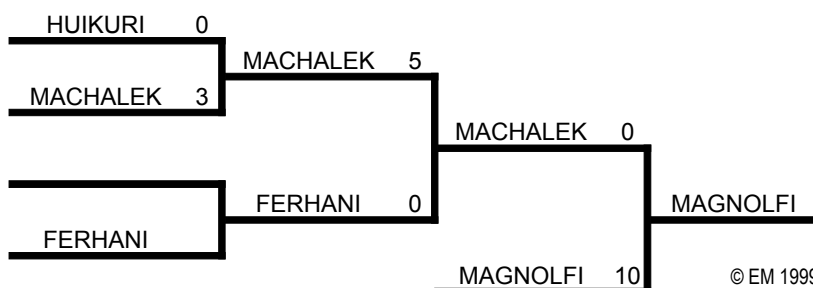 HUIKURI 0
MACHALEK 5
MACHALEK 3
MACHALEK 0
FERHANI 0
MAGNOLFI
FERHANI
MAGNOLFI 10
© EM 1999